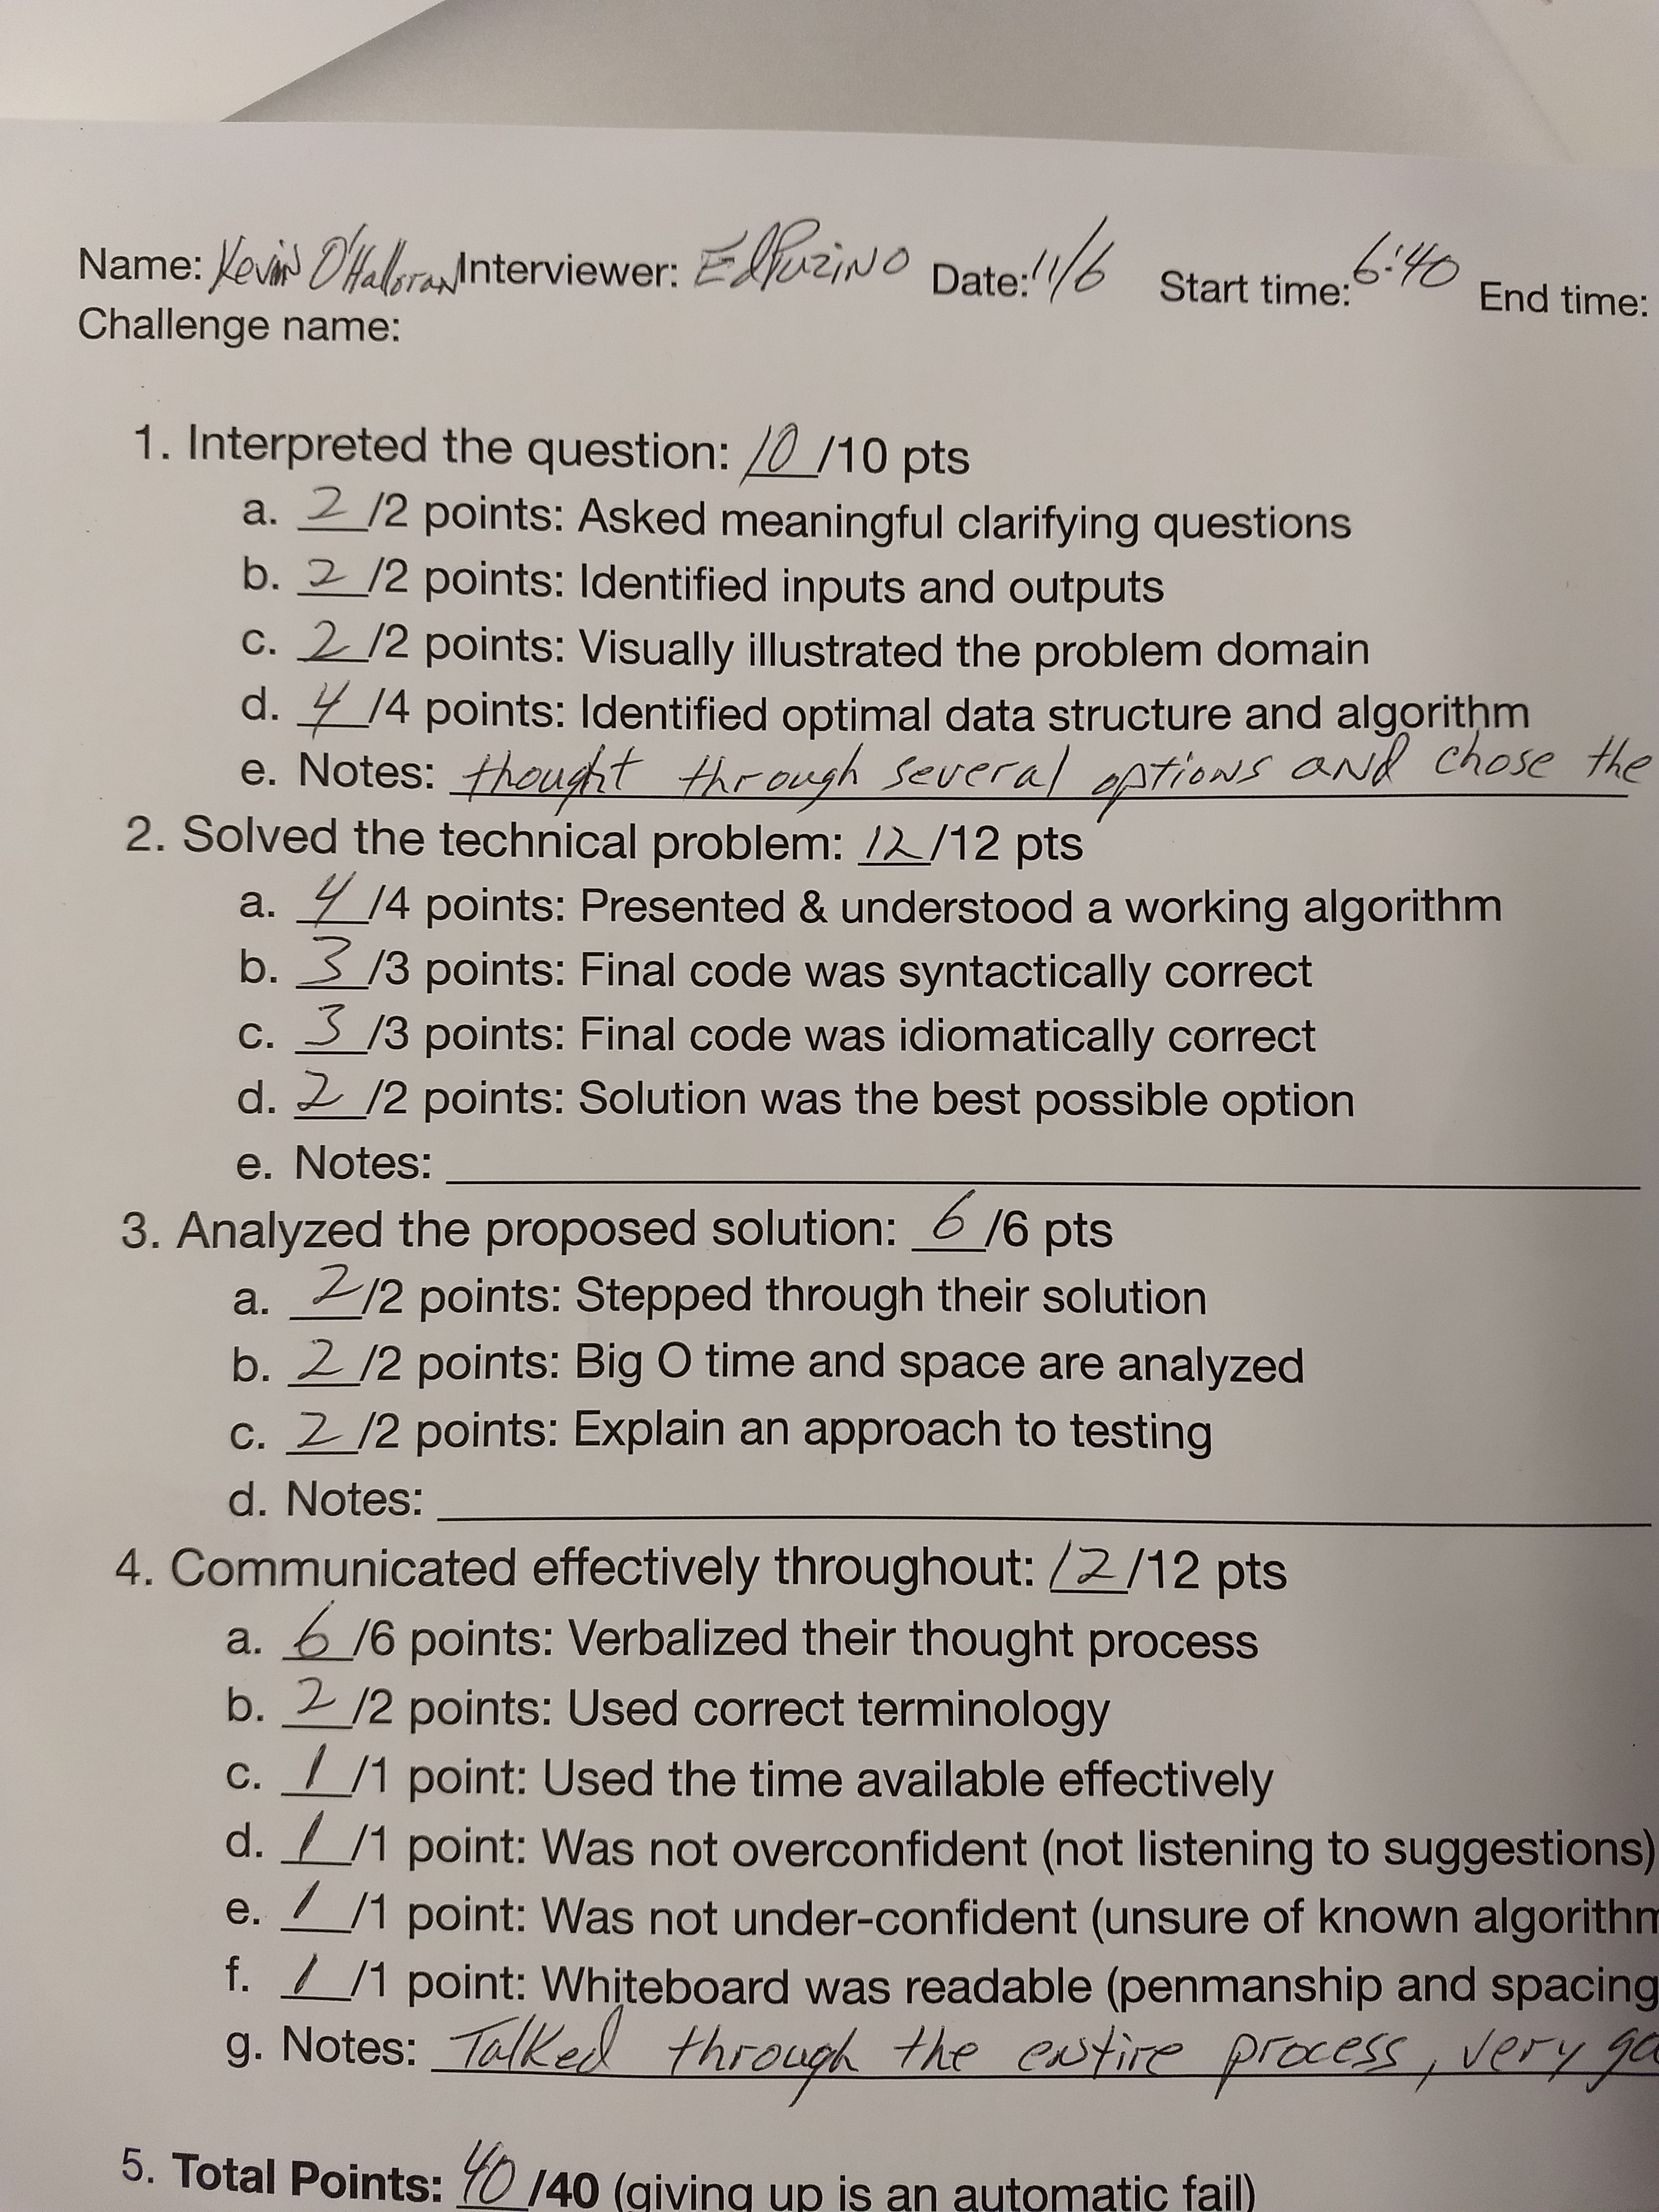 Name: Kevin O'Halloran Interviewer: Ed Puzino Date: 11/6 Start time: 6:40 End time:
Challenge name:
1. Interpreted the question: 10/10 pts
a. 2/2 points: Asked meaningful clarifying questions
b. 2/2 points: Identified inputs and outputs
c. 2/2 points: Visually illustrated the problem domain
d. 4/4 points: Identified optimal data structure and algorithm
e. Notes: thought through several options and chose the
2. Solved the technical problem: 12/12 pts
a. 4/4 points: Presented & understood a working algorithm
b. 3/3 points: Final code was syntactically correct
c. 3/3 points: Final code was idiomatically correct
d. 2/2 points: Solution was the best possible option
e. Notes:
3. Analyzed the proposed solution: 6/6 pts
a. 2/2 points: Stepped through their solution
b. 2/2 points: Big O time and space are analyzed
c. 2/2 points: Explain an approach to testing
d. Notes:
4. Communicated effectively throughout: 12/12 pts
a. 6/6 points: Verbalized their thought process
b. 2/2 points: Used correct terminology
c. 1/1 point: Used the time available effectively
d. 1/1 point: Was not overconfident (not listening to suggestions)
e. 1/1 point: Was not under-confident (unsure of known algorithm
f. 1/1 point: Whiteboard was readable (penmanship and spacing
g. Notes: Talked through the entire process, very
5. Total Points: 40/40 (giving up is an automatic fail)